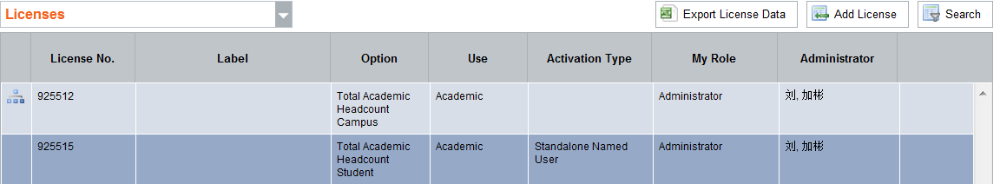 Licenses
Export License Data
Add License
Search
License No. Label Option Use Activation Type My Role Administrator
925512 Total Academic Academic Administrator 刘, 加彬
Headcount
Campus
925515 Total Academic Academic Standalone Named Administrator 刘, 加彬
Headcount User
Student